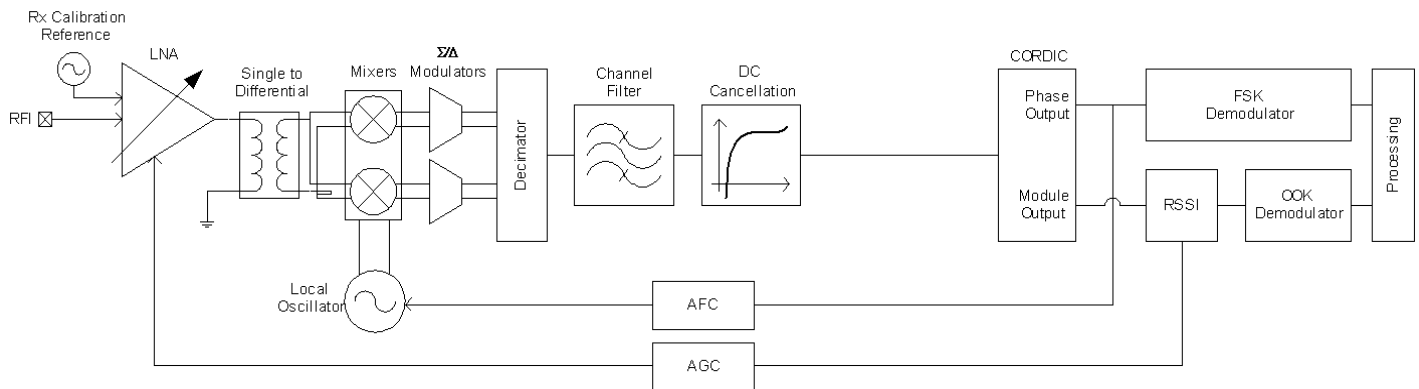 Rx Calibration
Reference
LNA
RFI
Single to
Differential
Mixers
Σ/Δ
Modulators
Decimator
Channel
Filter
DC
Cancellation
CORDIC
Phase
Output
Module
Output
FSK
Demodulator
RSSI
OOK
Demodulator
Processing
Local
Oscillator
AFC
AGC